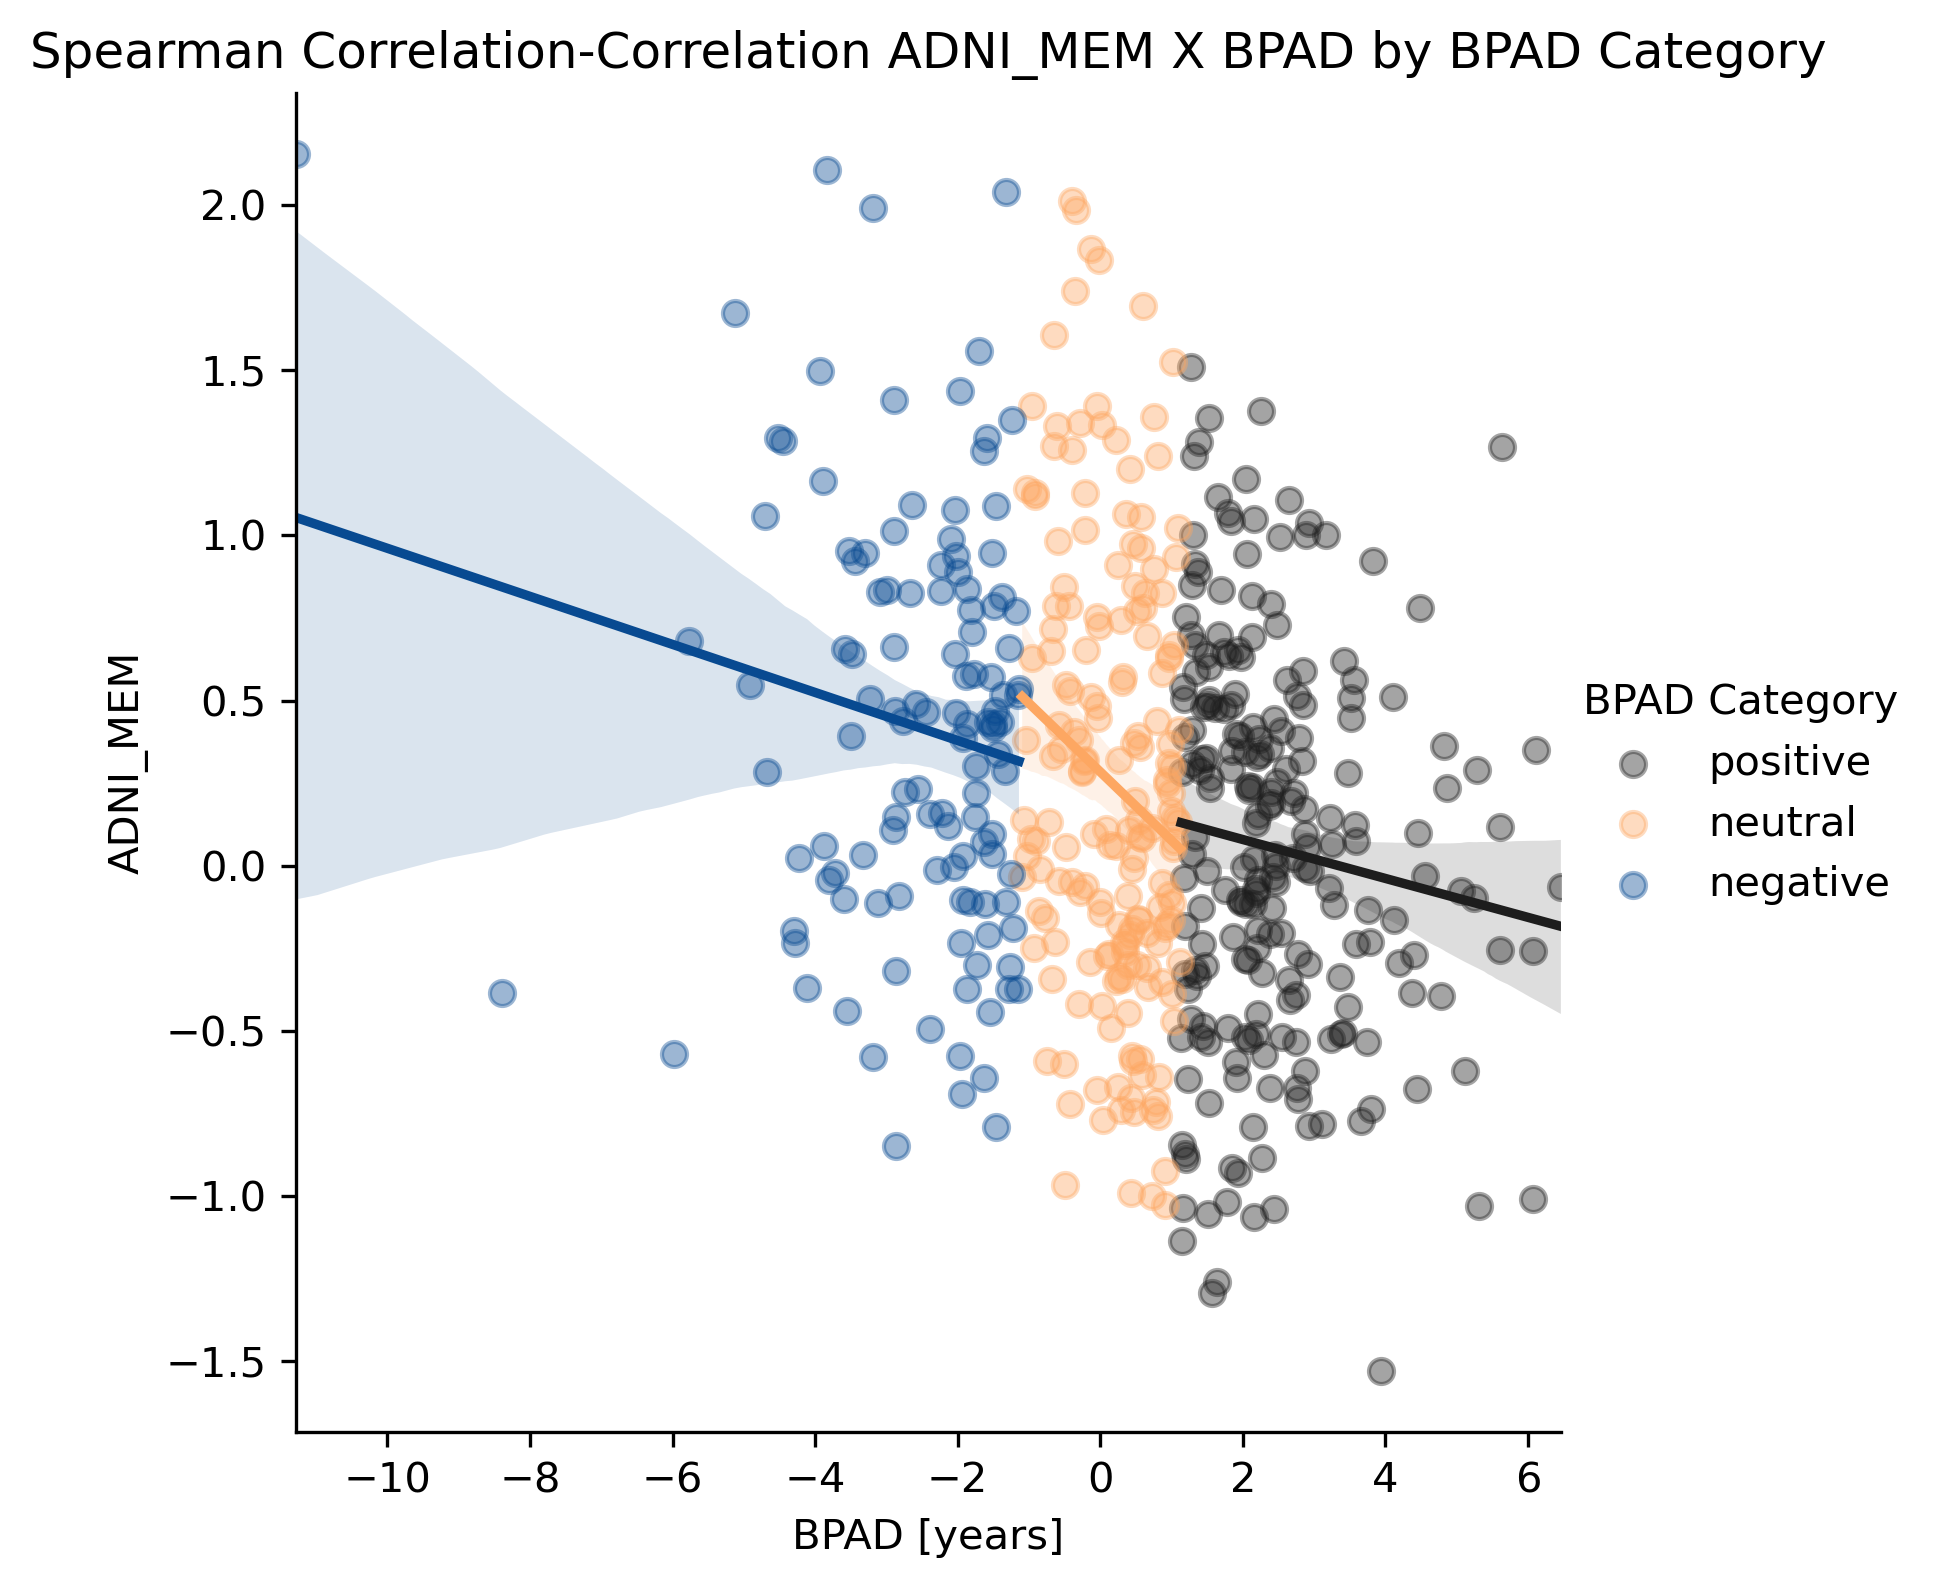 Spearman Correlation-Correlation ADNI_MEM X BPAD by BPAD Category
2.0
1.5
1.0
0.5
0.0
−0.5
−1.0
−1.5
ADNI_MEM
−10 −8 −6 −4 −2 0 2 4 6
BPAD [years]
BPAD Category
positive
neutral
negative